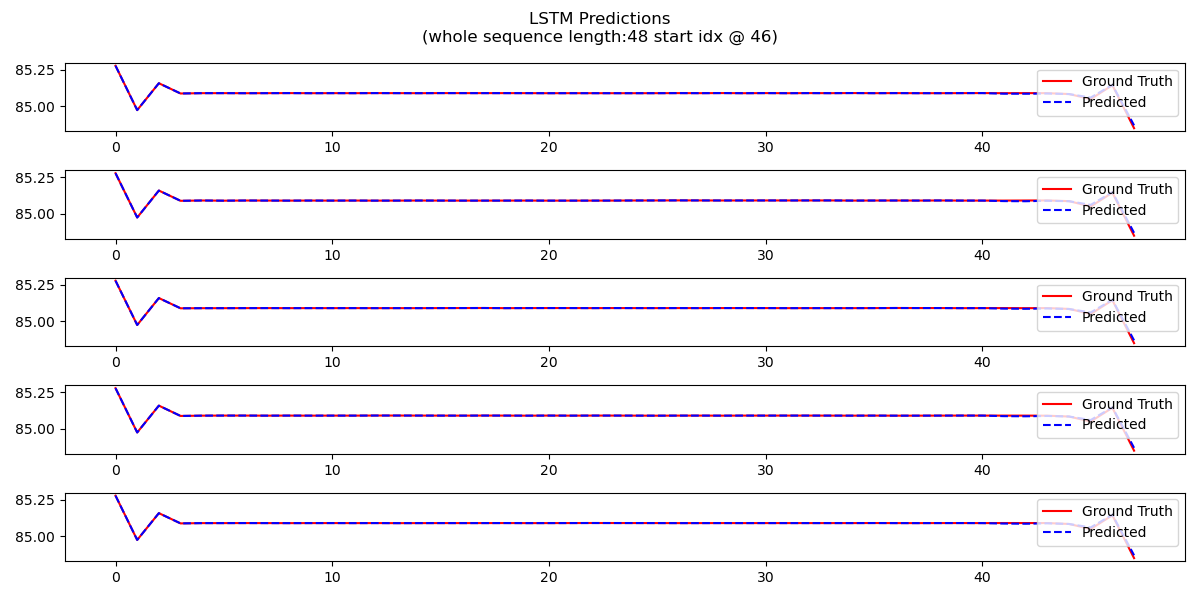 LSTM Predictions
(whole sequence length:48 start idx @ 46)
85.25
85.00
Ground Truth
Predicted
0 10 20 30 40
85.25
85.00
Ground Truth
Predicted
0 10 20 30 40
85.25
85.00
Ground Truth
Predicted
0 10 20 30 40
85.25
85.00
Ground Truth
Predicted
0 10 20 30 40
85.25
85.00
Ground Truth
Predicted
0 10 20 30 40